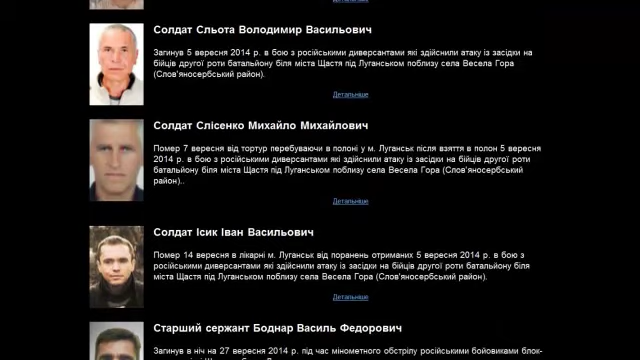 Детальніше
Солдат Сльота Володимир Васильович
Загинув 5 вересня 2014 р. в бою з російськими диверсантами які здійснили атаку із засідки на
бійців другої роти батальйону біля міста Щастя під Луганськом поблизу села Весела Гора
(Слов'яносербський район).
Детальніше
Солдат Слісенко Михайло Михайлович
Помер 7 вересня від тортур перебуваючи в полоні у м. Луганськ після взяття в полон 5 вересня
2014 р. в бою з російськими диверсантами які здійснили атаку із засідки на бійців другої роти
батальйону біля міста Щастя під Луганськом поблизу села Весела Гора (Слов'яносербський
район)..
Детальніше
Солдат Ісик Іван Васильович
Помер 14 вересня в лікарні м. Луганськ від поранень отриманих 5 вересня 2014 р. в бою з
російськими диверсантами які здійснили атаку із засідки на бійців другої роти батальйону біля
міста Щастя під Луганськом поблизу села Весела Гора (Слов'яносербський район).
Детальніше
Старший сержант Боднар Василь Федорович
Загинув в ніч на 27 вересня 2014 р. під час мінометного обстрілу російськими бойовиками блок-